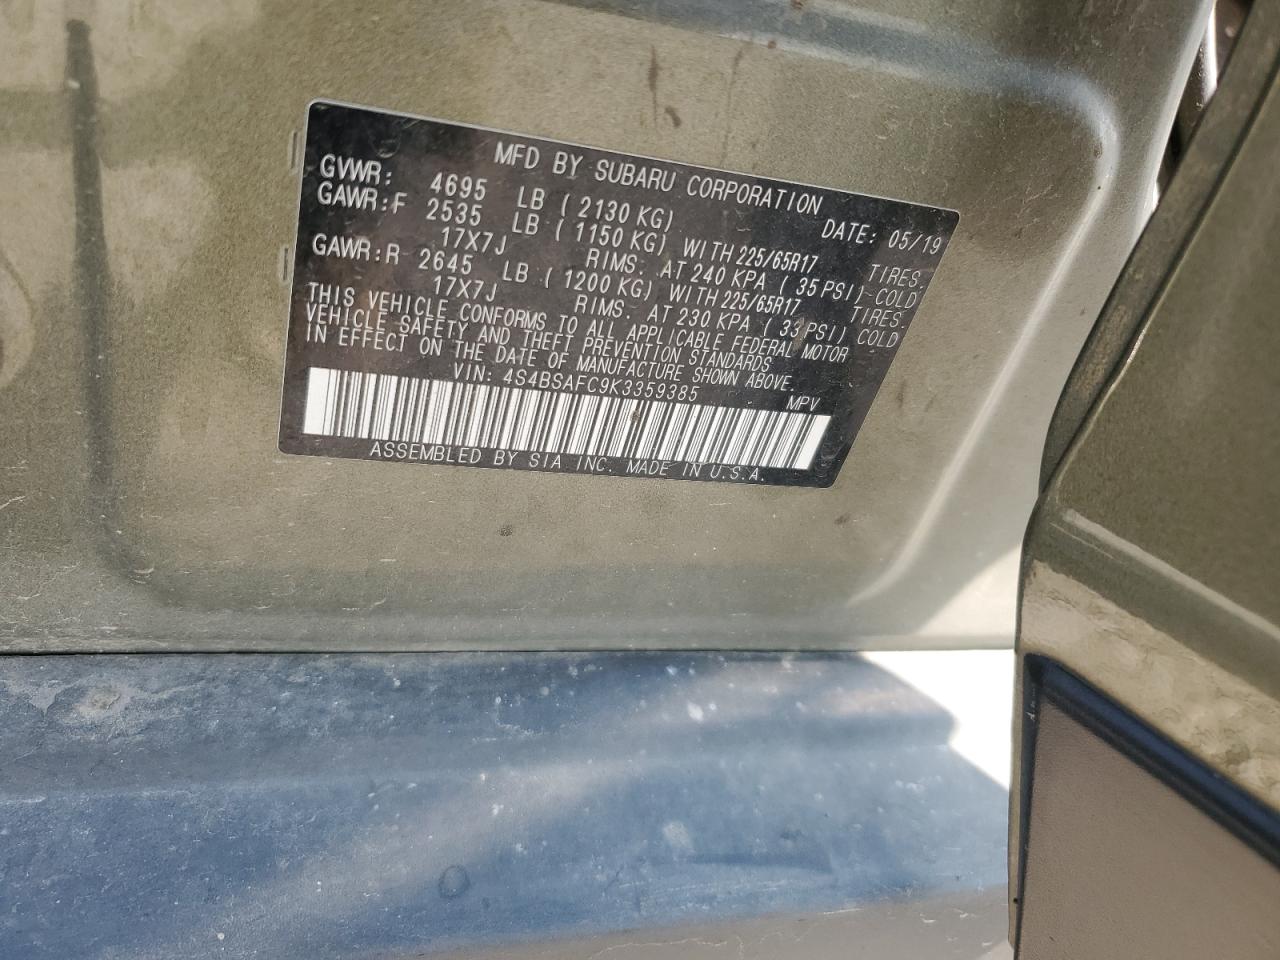 MFD BY SUBARU CORPORATION DATE: 05/19
GVWR: 4695 LB ( 2130 KG)
GAWR:F 2535 LB ( 1150 KG) WITH 225/65R17 TIRES.
17X7J RIMS. AT 240 KPA ( 35 PSI) COLD
GAWR:R 2645 LB ( 1200 KG) WITH 225/65R17 TIRES.
17X7J RIMS. AT 230 KPA ( 33 PSI) COLD
THIS VEHICLE CONFORMS TO ALL APPLICABLE FEDERAL MOTOR
VEHICLE SAFETY AND THEFT PREVENTION STANDARDS
IN EFFECT ON THE DATE OF MANUFACTURE SHOWN ABOVE.
VIN: 4S4BSAFC9K3359385 MPV
ASSEMBLED BY SIA INC. MADE IN U.S.A.